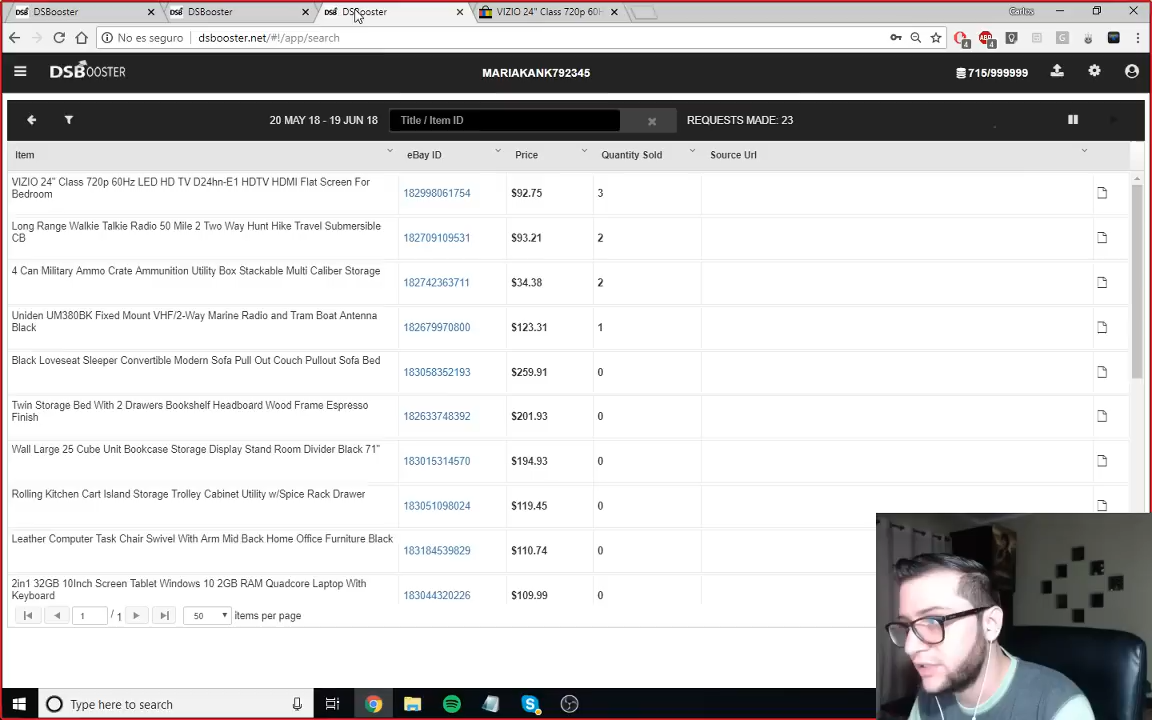 DSBooster
DSBooster
DSBooster
VIZIO 24" Class 720p 60H
Carlos
No es seguro
dsbooster.net/#!/app/search
DSBooster
MARIAKANK792345
715/999999
20 MAY 18 - 19 JUN 18
Title / Item ID
REQUESTS MADE: 23
Item
eBay ID
Price
Quantity Sold
Source Url
VIZIO 24" Class 720p 60Hz LED HD TV D24hn-E1 HDTV HDMI Flat Screen For
Bedroom
182998061754
$92.75
3
Long Range Walkie Talkie Radio 50 Mile 2 Two Way Hunt Hike Travel Submersible
CB
182709109531
$93.21
2
4 Can Military Ammo Crate Ammunition Utility Box Stackable Multi Caliber Storage
182742363711
$34.38
2
Uniden UM380BK Fixed Mount VHF/2-Way Marine Radio and Tram Boat Antenna
Black
182679970800
$123.31
1
Black Loveseat Sleeper Convertible Modern Sofa Pull Out Couch Pullout Sofa Bed
183058352193
$259.91
0
Twin Storage Bed With 2 Drawers Bookshelf Headboard Wood Frame Espresso
Finish
182633748392
$201.93
0
Wall Large 25 Cube Unit Bookcase Storage Display Stand Room Divider Black 71"
183015314570
$194.93
0
Rolling Kitchen Cart Island Storage Trolley Cabinet Utility w/Spice Rack Drawer
183051098024
$119.45
0
Leather Computer Task Chair Swivel With Arm Mid Back Home Office Furniture Black
183184539829
$110.74
0
2in1 32GB 10Inch Screen Tablet Windows 10 2GB RAM Quadcore Laptop With
Keyboard
183044320226
$109.99
0
1 / 1
50
items per page
Type here to search